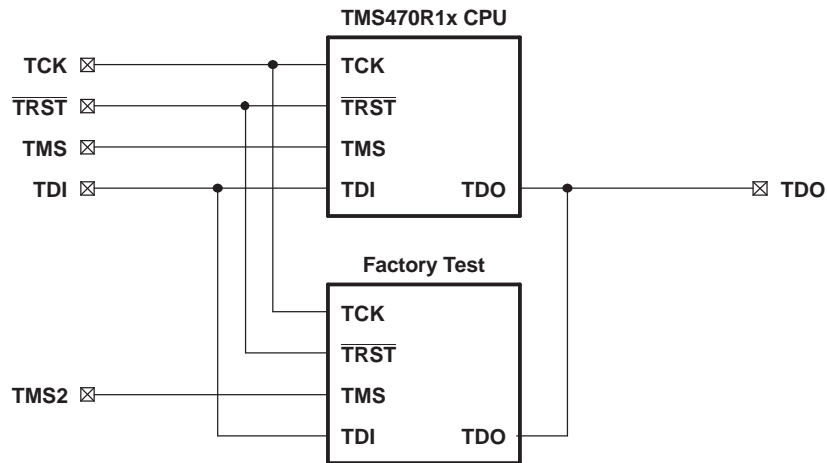 TMS470R1x CPU
TCK
TCK
TRST
TRST
TMS
TMS
TDI
TDI
TDO
TDO
Factory Test
TCK
TRST
TMS2
TMS
TDI
TDO